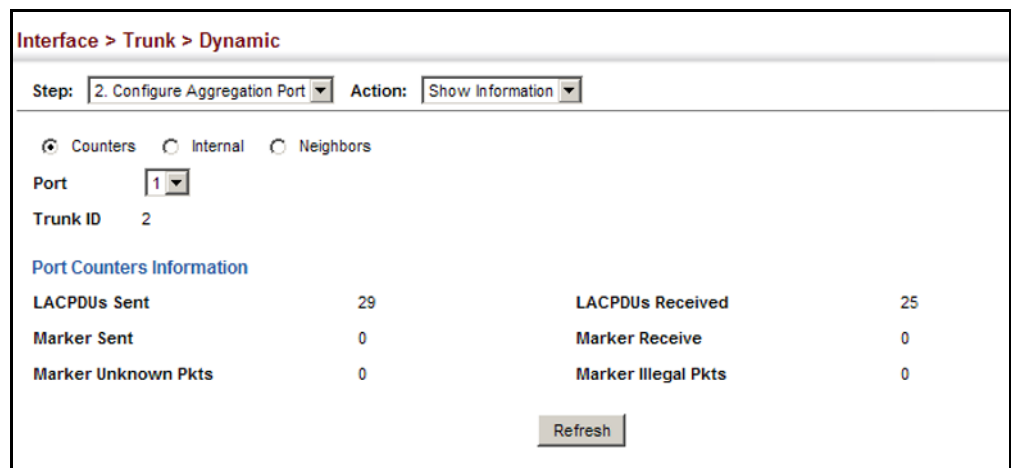 Interface > Trunk > Dynamic
Step: 2. Configure Aggregation Port Action: Show Information
Counters Internal Neighbors
Port 1
Trunk ID 2
Port Counters Information
LACPDUs Sent 29 LACPDUs Received 25
Marker Sent 0 Marker Receive 0
Marker Unknown Pkts 0 Marker Illegal Pkts 0
Refresh